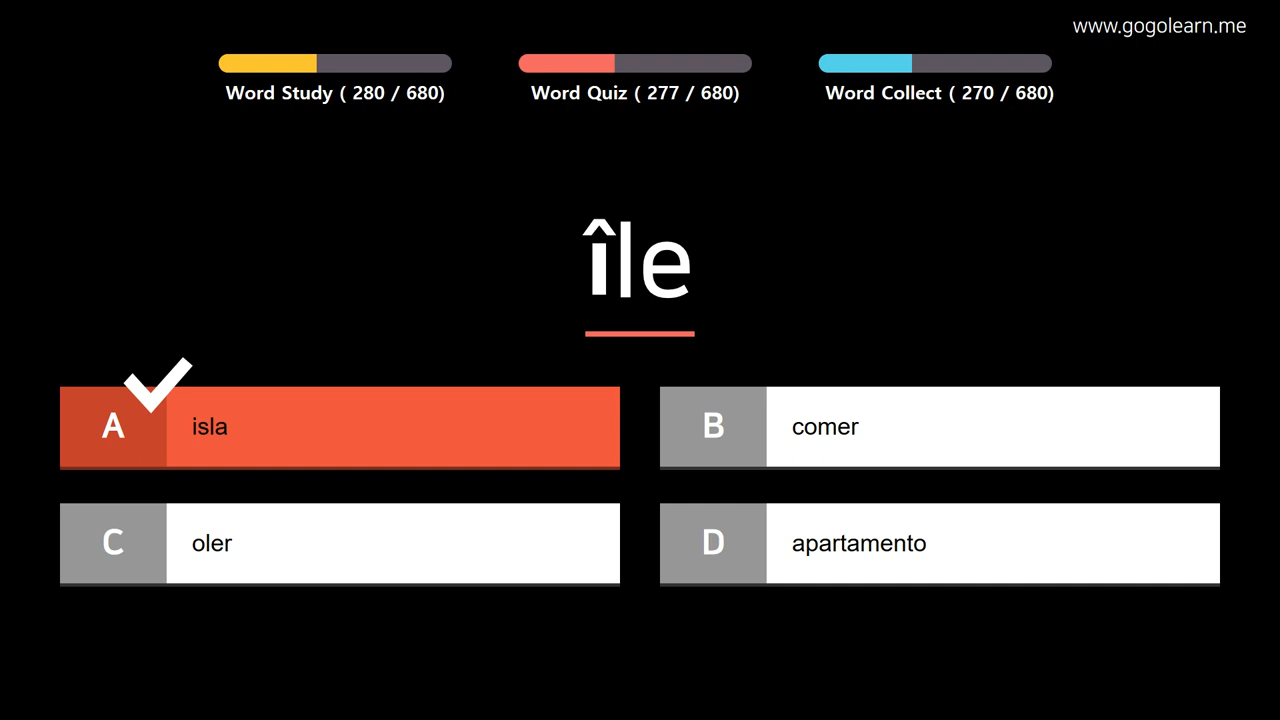 www.gogolearn.me
Word Study ( 280 / 680)
Word Quiz ( 277 / 680)
Word Collect ( 270 / 680)
île
A isla
B comer
C oler
D apartamento